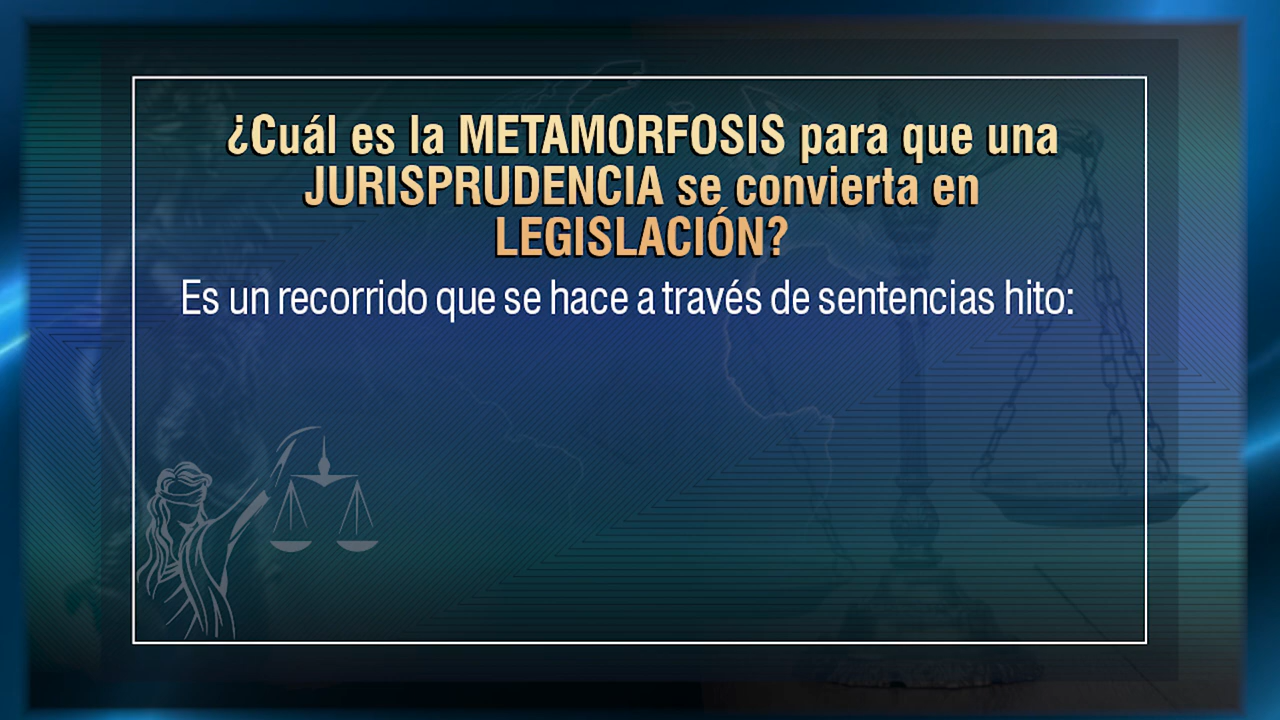 ¿Cuál es la METAMORFOSIS para que una
JURISPRUDENCIA se convierta en
LEGISLACIÓN?
Es un recorrido que se hace a través de sentencias hito: